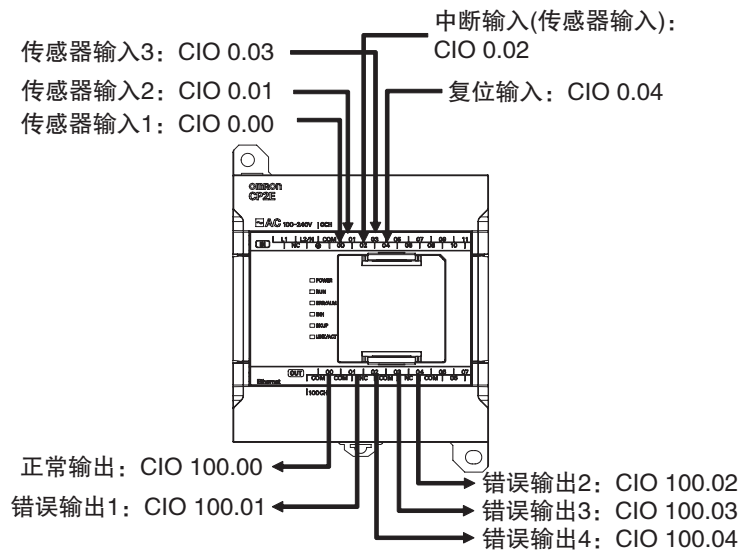 中断输入(传感器输入)：
CIO 0.02
传感器输入3：CIO 0.03
传感器输入2：CIO 0.01
复位输入：CIO 0.04
传感器输入1：CIO 0.00
OMRON
CP2E
AC 100-240V 0CH
L1 L2/N COM 01 03 05 07 09 11
IN NC 00 02 04 06 08 10
POWER
RUN
ERR/ALM
INH
BKUP
LINK/ACT
OUT 00 01 02 03 04 06 07
Ethernet COM COM NC COM NC COM 05
100CH
正常输出：CIO 100.00
错误输出1：CIO 100.01
错误输出2：CIO 100.02
错误输出3：CIO 100.03
错误输出4：CIO 100.04